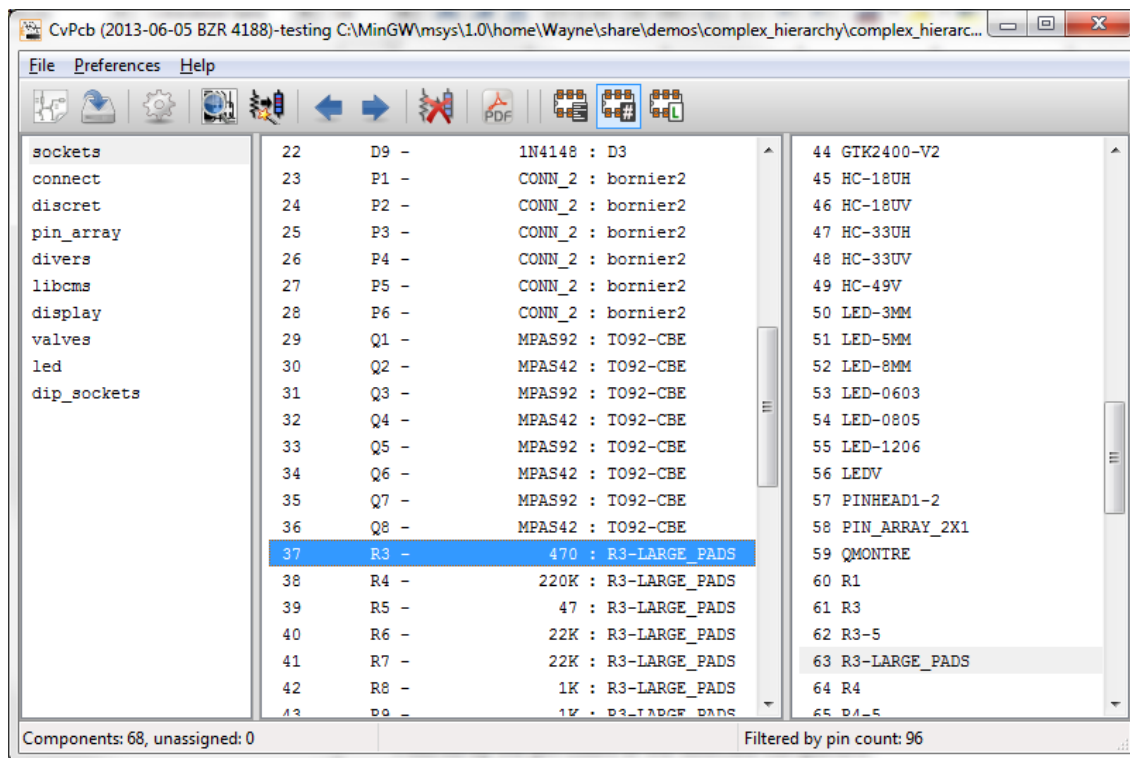 CvPcb (2013-06-05 BZR 4188)-testing C:\MinGW\msys\1.0\home\Wayne\share\demos\complex_hierarchy\complex_hierarc...
File Preferences Help
PDF # L
sockets
connect
discret
pin_array
divers
libcms
display
valves
led
dip_sockets
22 D9 - 1N4148 : D3
23 P1 - CONN_2 : bornier2
24 P2 - CONN_2 : bornier2
25 P3 - CONN_2 : bornier2
26 P4 - CONN_2 : bornier2
27 P5 - CONN_2 : bornier2
28 P6 - CONN_2 : bornier2
29 Q1 - MPAS92 : TO92-CBE
30 Q2 - MPAS42 : TO92-CBE
31 Q3 - MPAS92 : TO92-CBE
32 Q4 - MPAS42 : TO92-CBE
33 Q5 - MPAS42 : TO92-CBE
34 Q6 - MPAS42 : TO92-CBE
35 Q7 - MPAS92 : TO92-CBE
36 Q8 - MPAS42 : TO92-CBE
37 R3 - 470 : R3-LARGE_PADS
38 R4 - 220K : R3-LARGE_PADS
39 R5 - 47 : R3-LARGE_PADS
40 R6 - 22K : R3-LARGE_PADS
41 R7 - 22K : R3-LARGE_PADS
42 R8 - 1K : R3-LARGE_PADS
43 R9 - 1K : R3-LARGE_PADS
44 GTK2400-V2
45 HC-18UH
46 HC-18UV
47 HC-33UH
48 HC-33UV
49 HC-49V
50 LED-3MM
51 LED-5MM
52 LED-8MM
53 LED-0603
54 LED-0805
55 LED-1206
56 LEDV
57 PINHEAD1-2
58 PIN_ARRAY_2X1
59 QMONTRE
60 R1
61 R3
62 R3-5
63 R3-LARGE_PADS
64 R4
65 R4-5
Components: 68, unassigned: 0
Filtered by pin count: 96